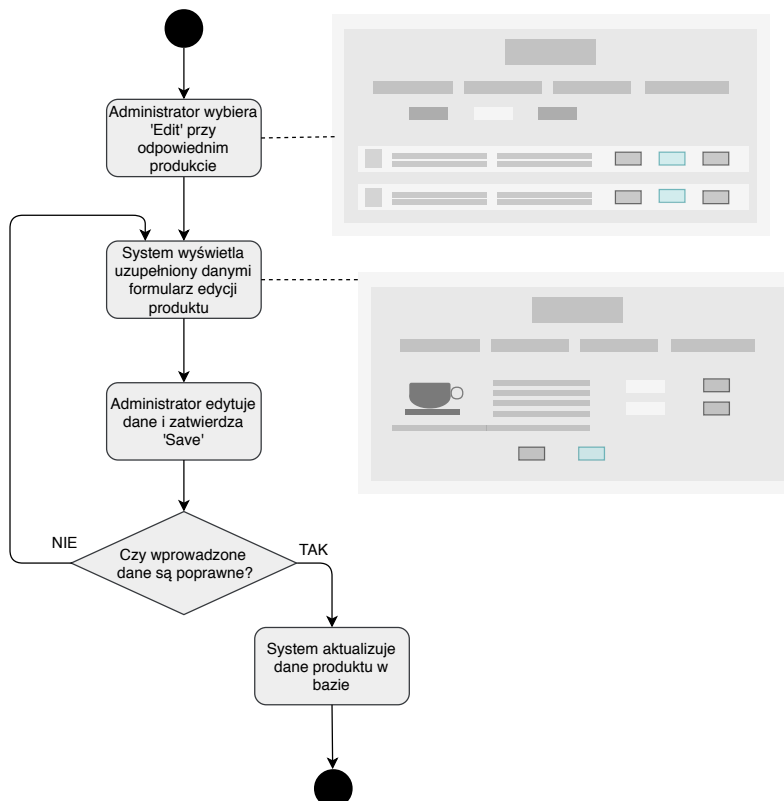 Administrator wybiera
'Edit' przy
odpowiednim
produkcie
System wyświetla
uzupełniony danymi
formularz edycji
produktu
Administrator edytuje
dane i zatwierdza
'Save'
NIE
Czy wprowadzone
dane są poprawne?
TAK
System aktualizuje
dane produktu w
bazie